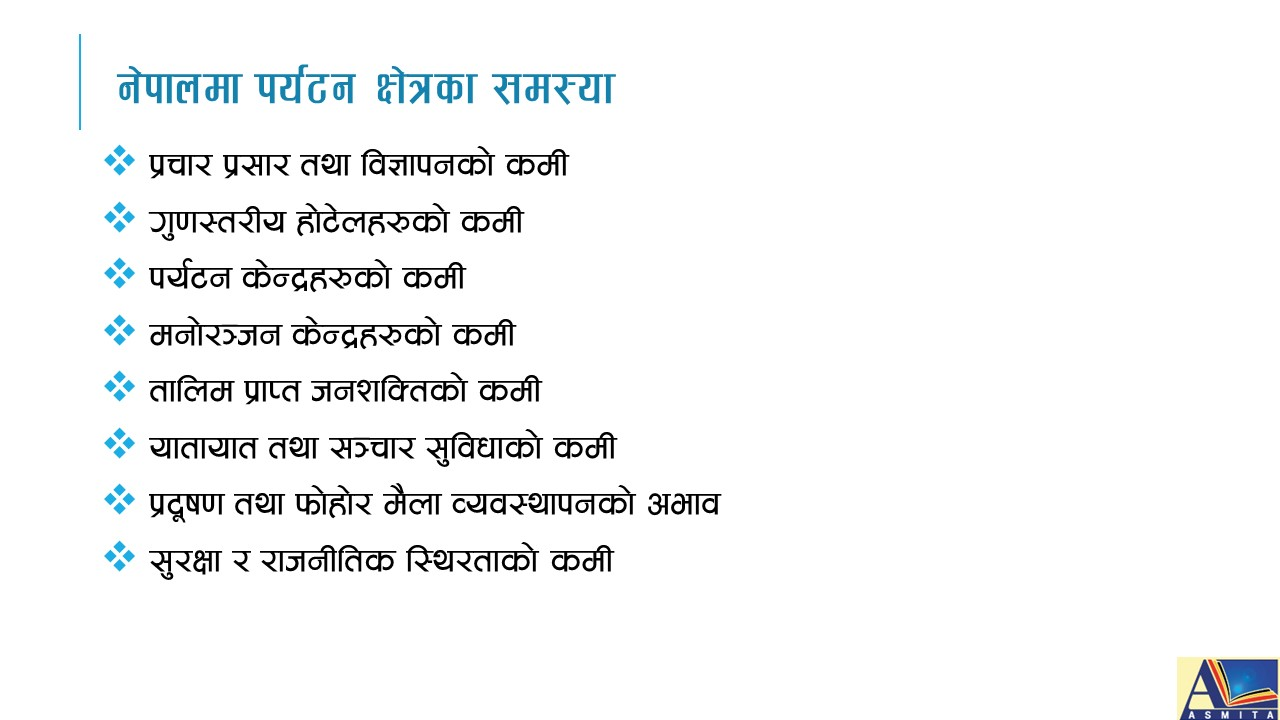 नेपालमा पर्यटन क्षेत्रका समस्या
प्रचार प्रसार तथा विज्ञापनको कमी
गुणस्तरीय होटेलहरुको कमी
पर्यटन केन्द्रहरुको कमी
मनोरञ्जन केन्द्रहरुको कमी
तालिम प्राप्त जनशक्तिको कमी
यातायात तथा सञ्चार सुविधाको कमी
प्रदूषण तथा फोहोर मैला व्यवस्थापनको अभाव
सुरक्षा र राजनीतिक स्थिरताको कमी
ASMITA